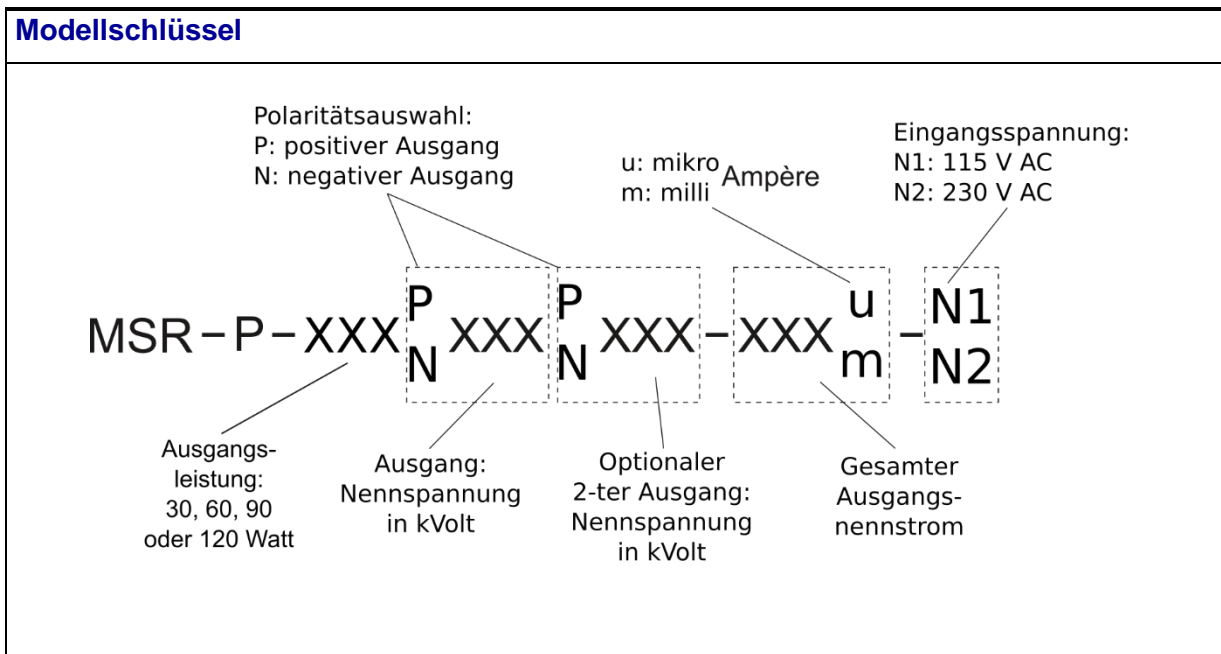 Modellschlüssel
Polaritätsauswahl:
P: positiver Ausgang
N: negativer Ausgang
u: mikro
m: milli
Ampère
Eingangsspannung:
N1: 115 V AC
N2: 230 V AC
MSR–P–XXX P N XXX P N XXX–XXX u m – N1 N2
Ausgangs-
leistung:
30, 60, 90
oder 120 Watt
Ausgang:
Nennspannung
in kVolt
Optionaler
2-ter Ausgang:
Nennspannung
in kVolt
Gesamter
Ausgangs-
nennstrom